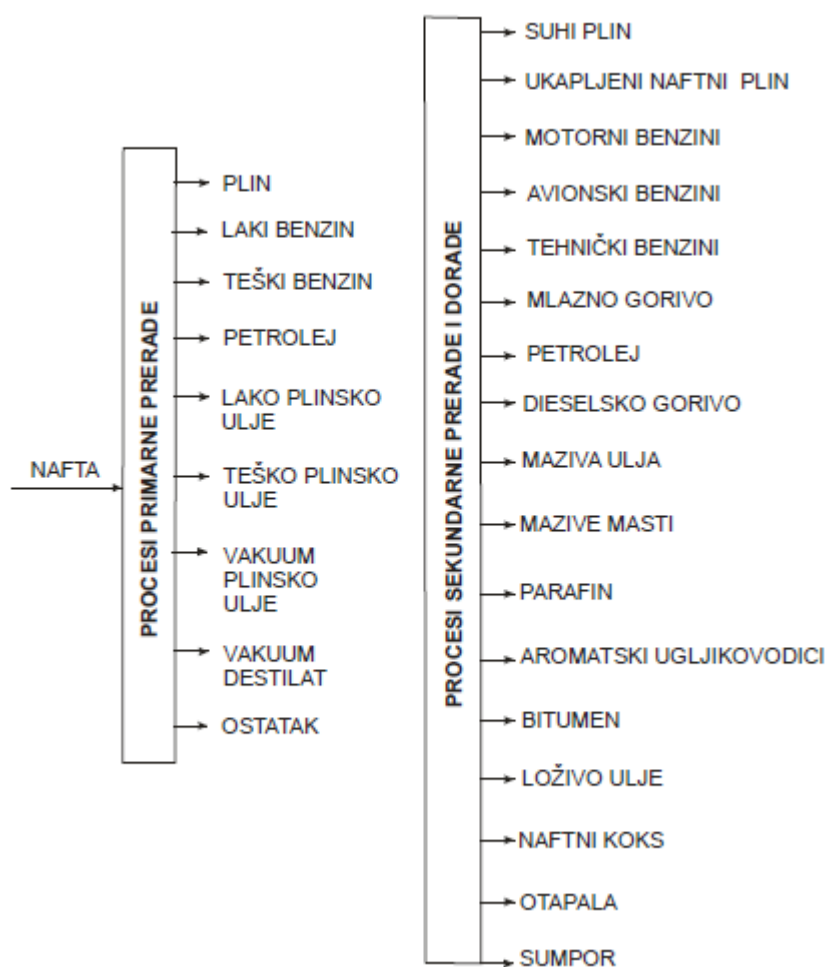 NAFTA
PROCESI PRIMARNE PRERADE
PLIN
LAKI BENZIN
TEŠKI BENZIN
PETROLEJ
LAKO PLINSKO
ULJE
TEŠKO PLINSKO
ULJE
VAKUUM
PLINSKO
ULJE
VAKUUM
DESTILAT
OSTATAK
PROCESI SEKUNDARNE PRERADE I DORADE
SUHI PLIN
UKAPLJENI NAFTNI PLIN
MOTORNI BENZINI
AVIONSKI BENZINI
TEHNIČKI BENZINI
MLAZNO GORIVO
PETROLEJ
DIESELSKO GORIVO
MAZIVA ULJA
MAZIVE MASTI
PARAFIN
AROMATSKI UGLJIKOVODICI
BITUMEN
LOŽIVO ULJE
NAFTNI KOKS
OTAPALA
SUMPOR